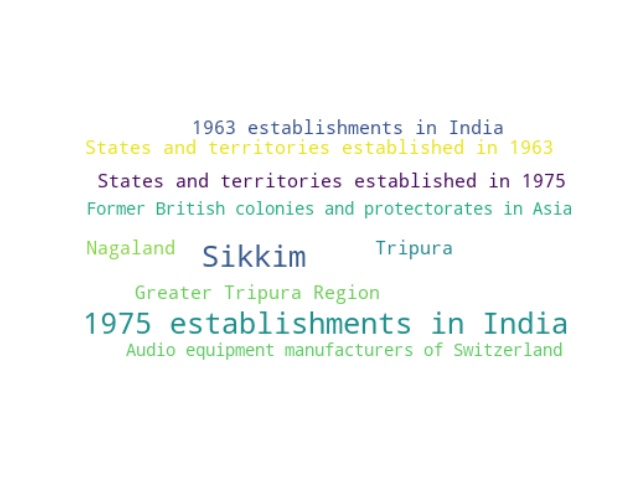 1963 establishments in India
States and territories established in 1963
States and territories established in 1975
Former British colonies and protectorates in Asia
Nagaland Sikkim Tripura
Greater Tripura Region
1975 establishments in India
Audio equipment manufacturers of Switzerland